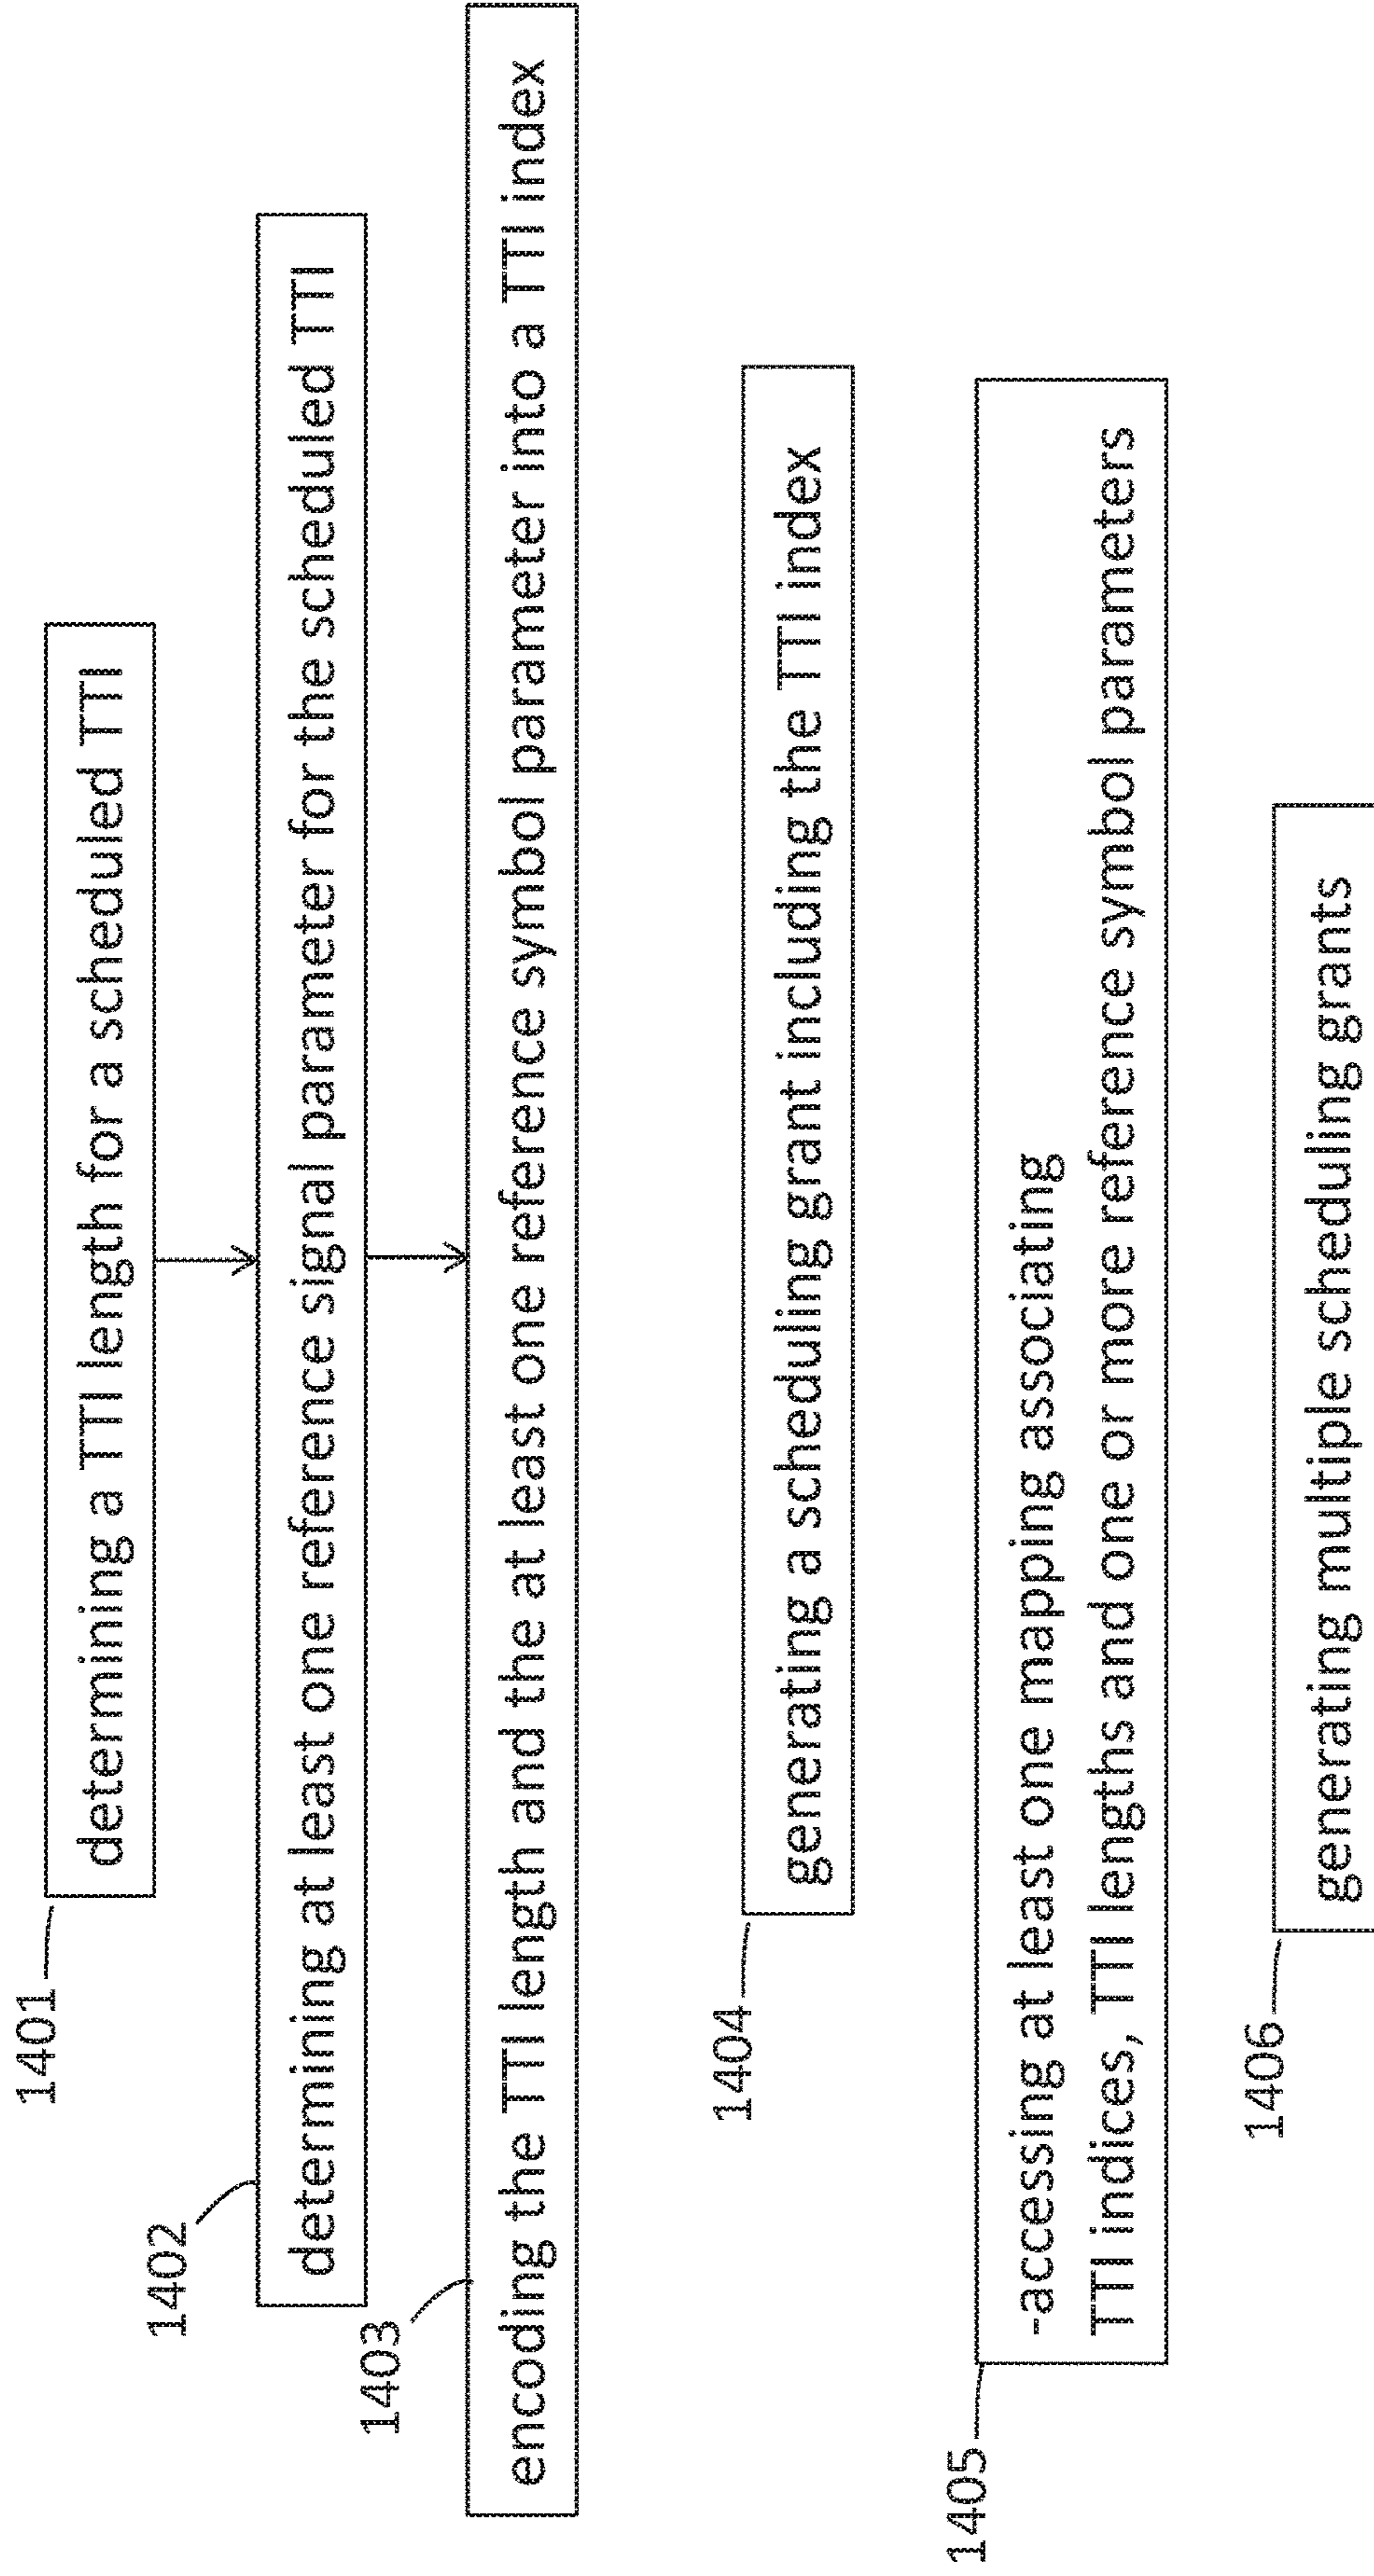 1401
determining a TTI length for a scheduled TTI
1402
determining at least one reference signal parameter for the scheduled TTI
1403
encoding the TTI length and the at least one reference symbol parameter into a TTI index
1404
generating a scheduling grant including the TTI index
1405
-accessing at least one mapping associating
TTI indices, TTI lengths and one or more reference symbol parameters
1406
generating multiple scheduling grants